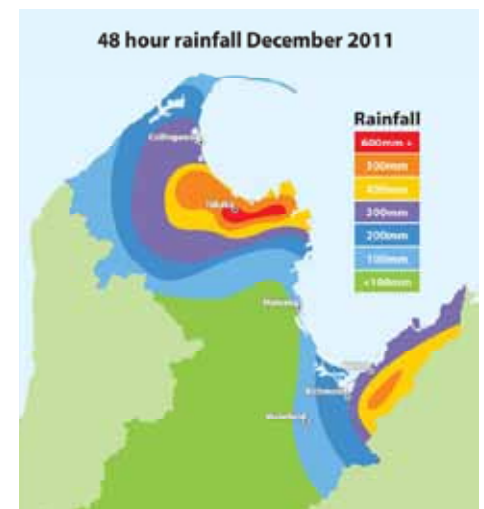 48 hour rainfall December 2011
Rainfall
600mm +
500mm
400mm
300mm
200mm
100mm
<100mm
Collingwood
Takaka
Motueka
Richmond
Wakefield